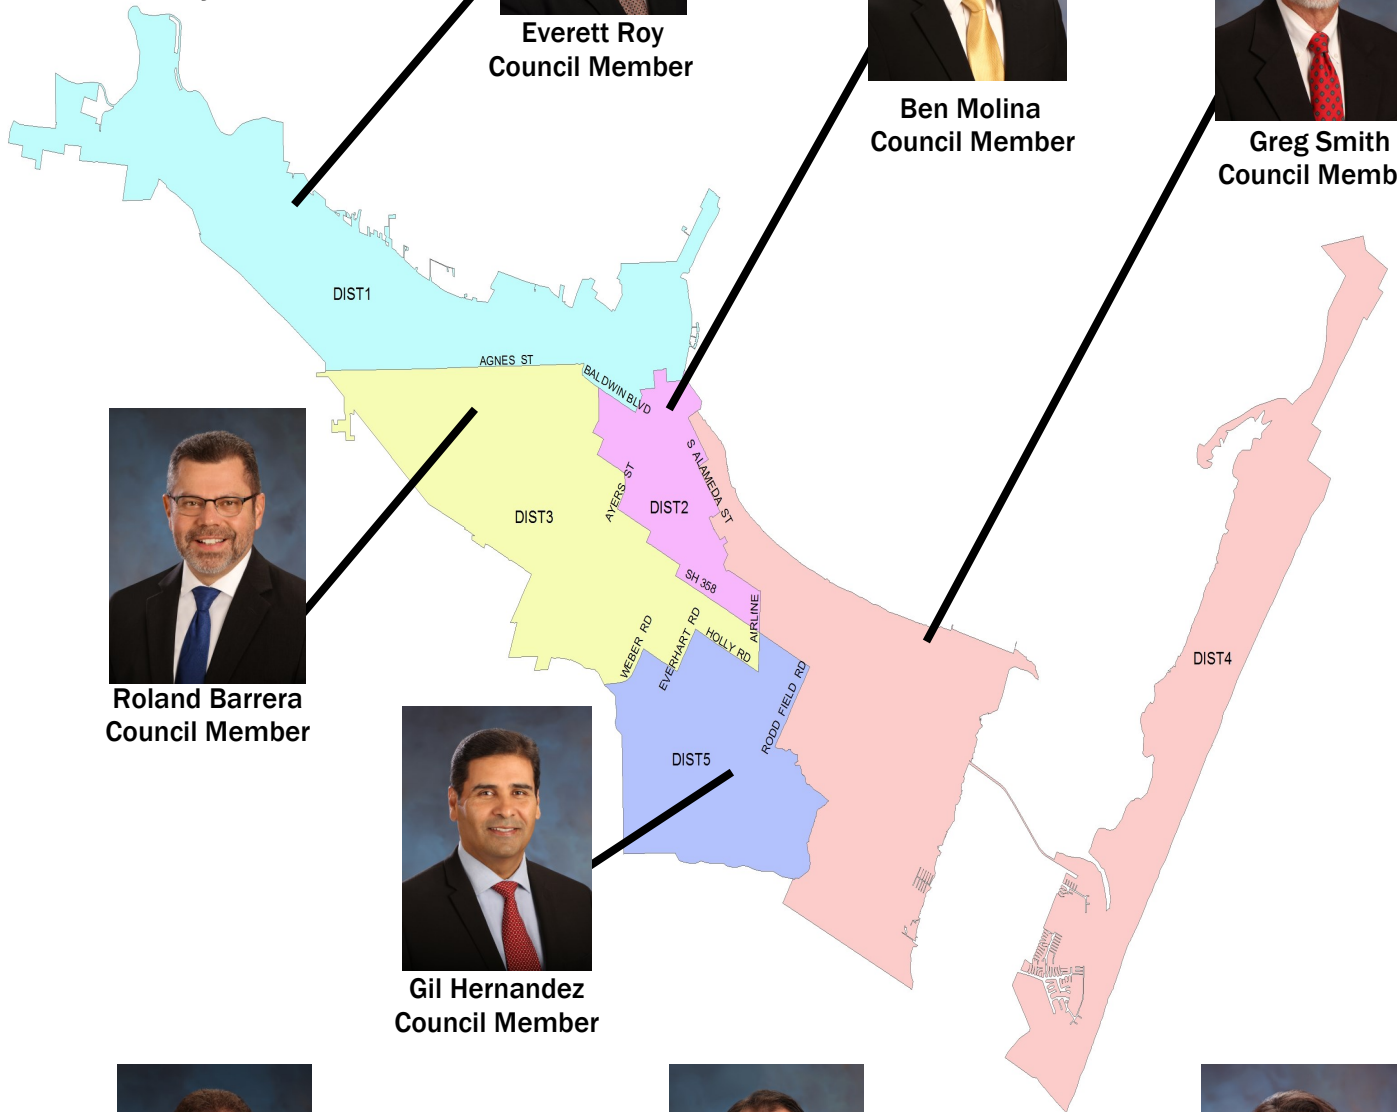 Everett Roy
Council Member
Ben Molina
Council Member
Greg Smith
Council Memb
DIST1
AGNES ST
BALDWIN BLVD
S ALAMEDA ST
AYERS ST
DIST2
DIST3
SH 358
AIRLINE
WEBER RD
EVERHART RD
HOLLY RD
RODD FIELD RD
DIST4
DIST5
Roland Barrera
Council Member
Gil Hernandez
Council Member